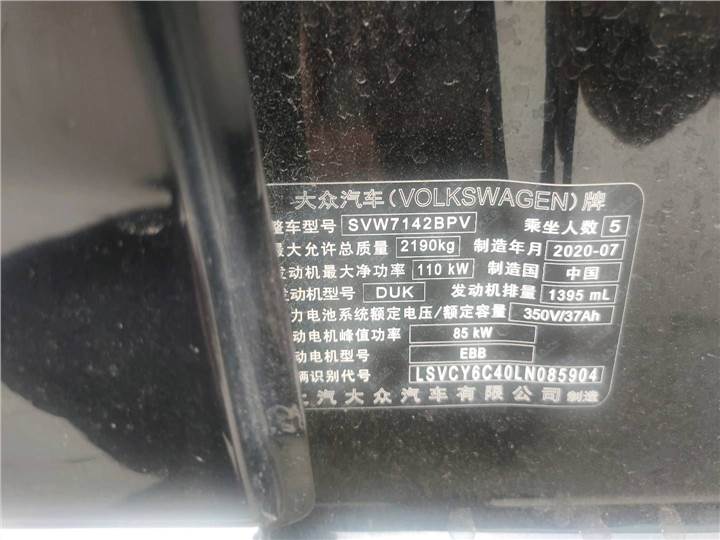 大众汽车(VOLKSWAGEN)牌
整车型号 SVW7142BPV 乘坐人数 5
最大允许总质量 2190kg 制造年月 2020-07
发动机最大净功率 110 kW 制造国 中国
发动机型号 DUK 发动机排量 1395 mL
力电池系统额定电压/额定容量 350V/37Ah
动电机峰值功率 85 kW
动电机型号 EBB
辆识别代号 LSVCY6C40LN085904
上汽大众汽车有限公司 制造